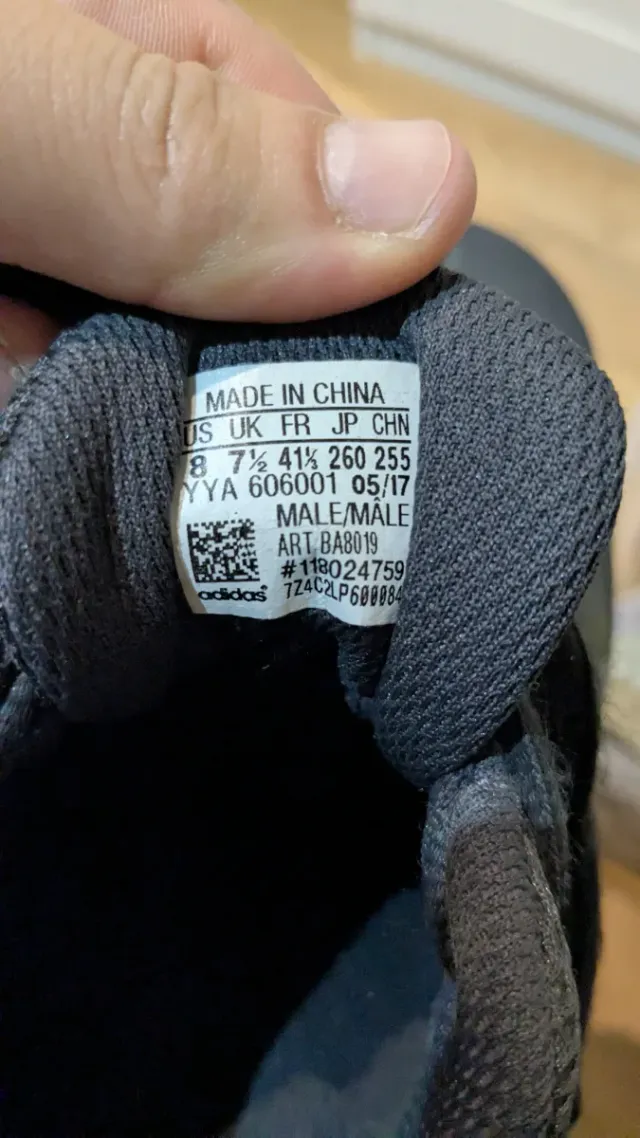 MADE IN CHINA
US UK FR JP CHN
8 7½ 41⅓ 260 255
YYA 606001 05/17
MALE/MÂLE
ART BA8019
#118024759
adidas® 7Z4C2LP600084